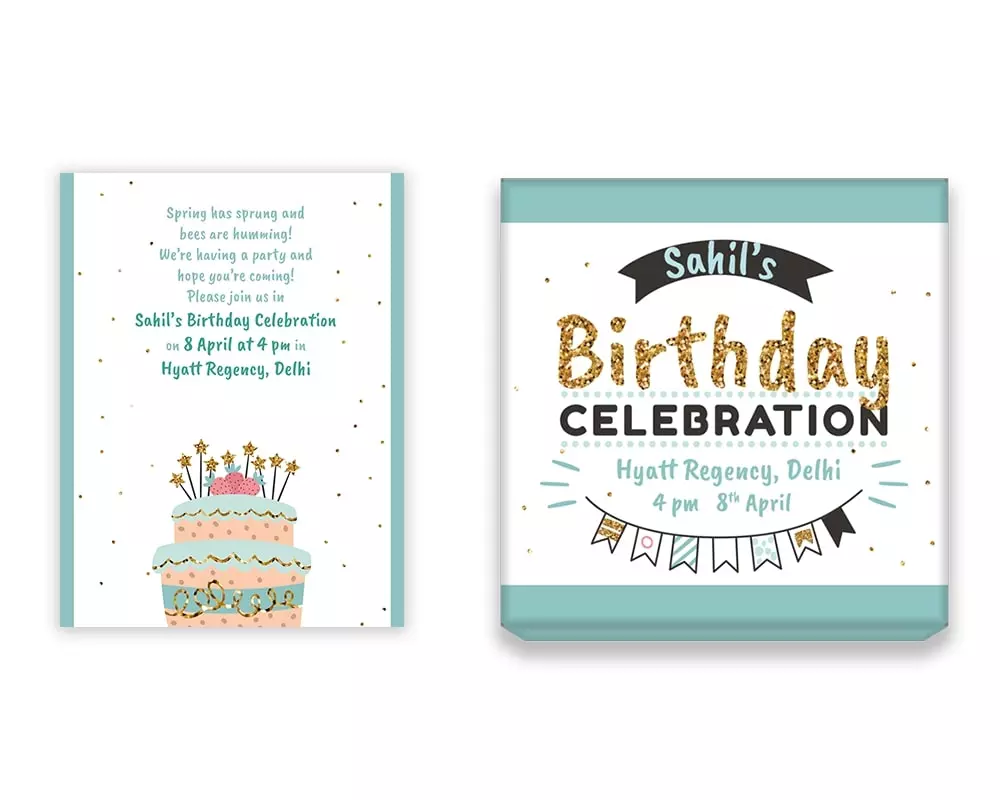 Spring has sprung and
bees are humming!
We're having a party and
hope you're coming!
Please join us in
Sahil's Birthday Celebration
on 8 April at 4 pm in
Hyatt Regency, Delhi
Sahil's
Birthday
CELEBRATION
Hyatt Regency, Delhi
4 pm 8th April